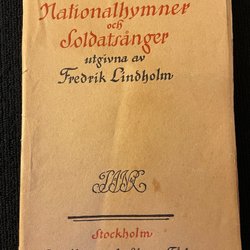 Nationalhymner
och
Soldatsånger
utgivna av
Fredrik Lindholm
Stockholm